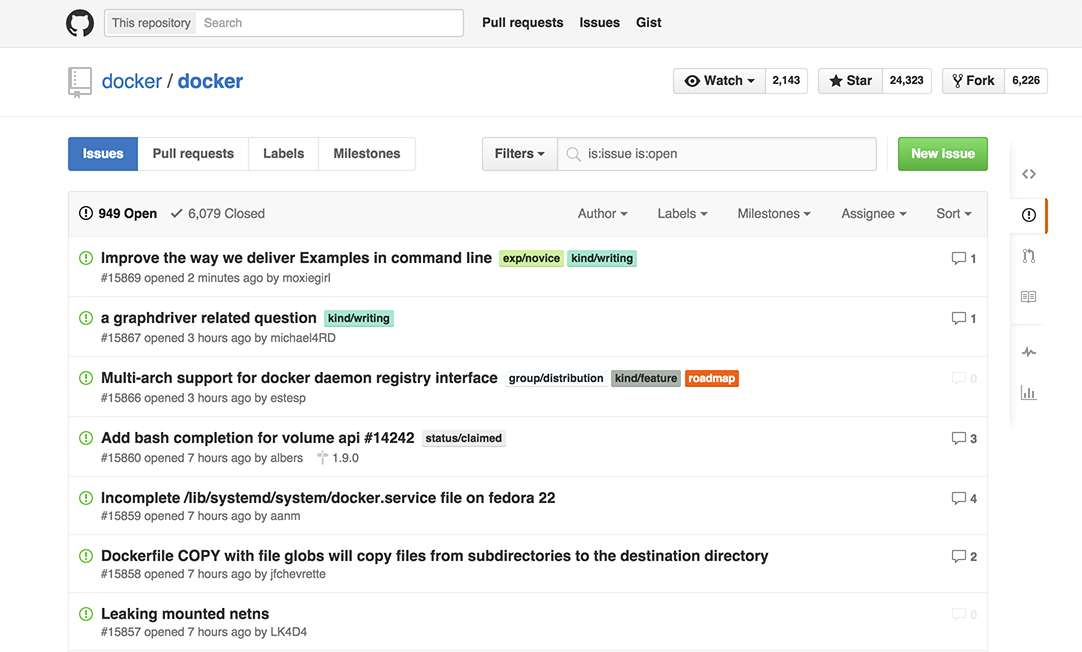 This repository Search Pull requests Issues Gist
docker / docker Watch 2,143 Star 24,323 Fork 6,226
Issues Pull requests Labels Milestones Filters is:issue is:open New issue
949 Open 6,079 Closed Author Labels Milestones Assignee Sort
Improve the way we deliver Examples in command line exp/novice kind/writing 1
#15869 opened 2 minutes ago by moxiegirl
a graphdriver related question kind/writing 1
#15867 opened 3 hours ago by michael4RD
Multi-arch support for docker daemon registry interface group/distribution kind/feature roadmap 0
#15866 opened 3 hours ago by estesp
Add bash completion for volume api #14242 status/claimed 3
#15860 opened 7 hours ago by albers 1.9.0
Incomplete /lib/systemd/system/docker.service file on fedora 22 4
#15859 opened 7 hours ago by aanm
Dockerfile COPY with file globs will copy files from subdirectories to the destination directory 2
#15858 opened 7 hours ago by jfchevrette
Leaking mounted netns 0
#15857 opened 7 hours ago by LK4D4